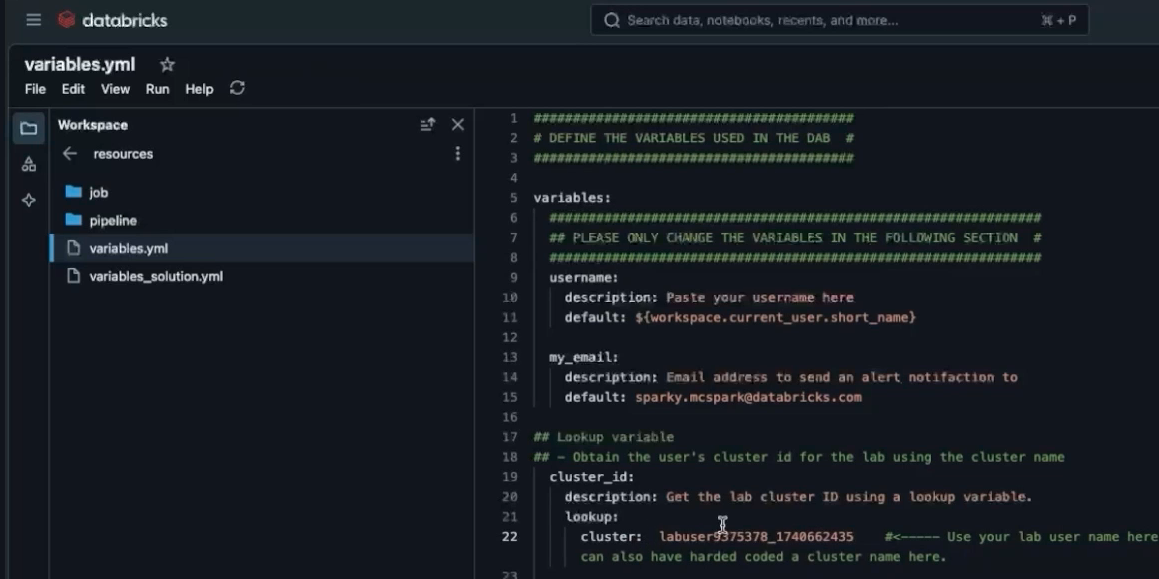 databricks
Search data, notebooks, recents, and more...
⌘ + P
variables.yml
File Edit View Run Help
Workspace
resources
job
pipeline
variables.yml
variables_solution.yml
1 #########################################
2 # DEFINE THE VARIABLES USED IN THE DAB  #
3 #########################################
4
5 variables:
6 ###############################################################
7 ## PLEASE ONLY CHANGE THE VARIABLES IN THE FOLLOWING SECTION  #
8 ###############################################################
9 username:
10 description: Paste your username here
11 default: ${workspace.current_user.short_name}
12
13 my_email:
14 description: Email address to send an alert notifaction to
15 default: sparky.mcspark@databricks.com
16
17 ## Lookup variable
18 ## - Obtain the user's cluster id for the lab using the cluster name
19 cluster_id:
20 description: Get the lab cluster ID using a lookup variable.
21 lookup:
22 cluster:  labuser9375378_1740662435    #<----- Use your lab user name here
can also have harded coded a cluster name here.
23